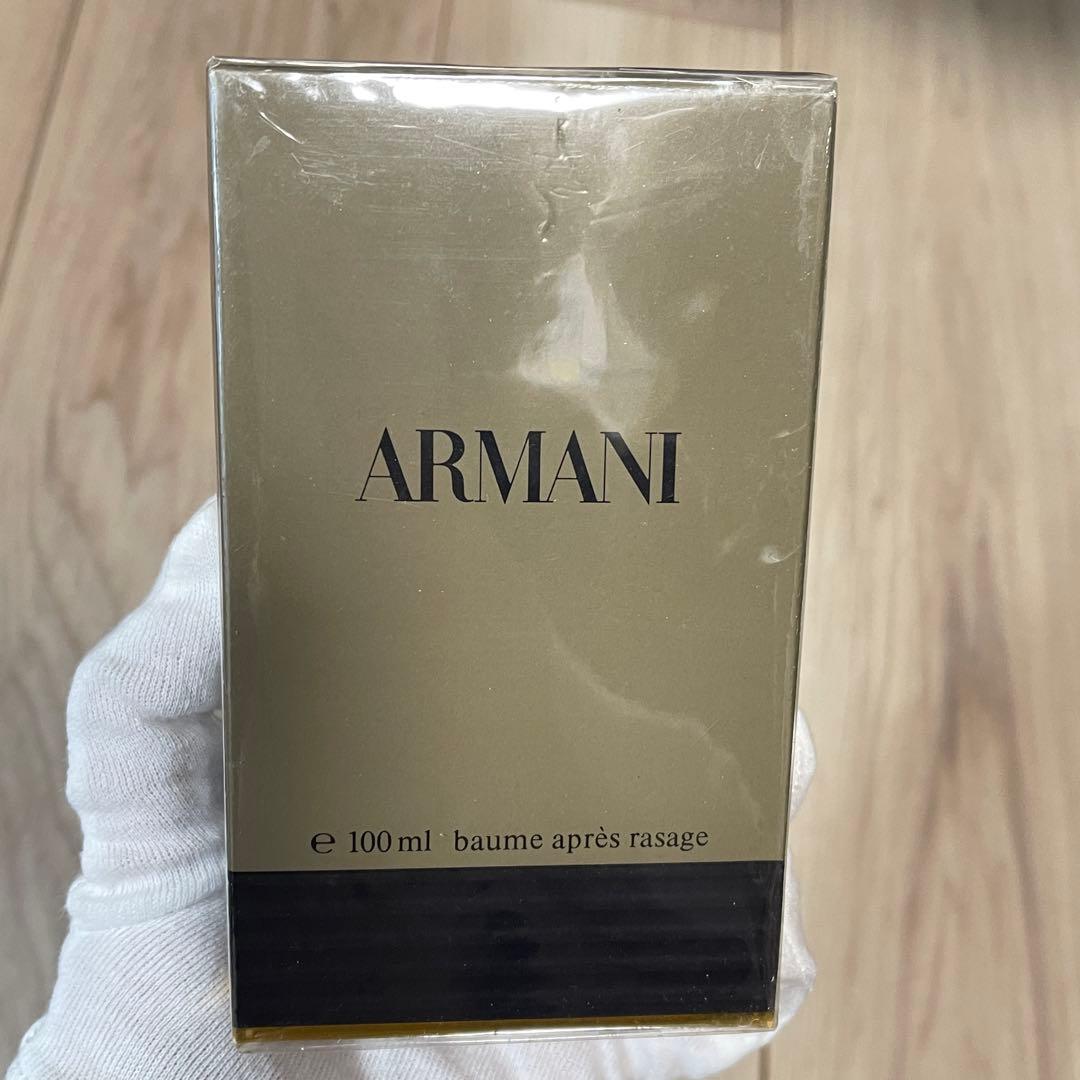 ARMANI
℮ 100 ml baume après rasage